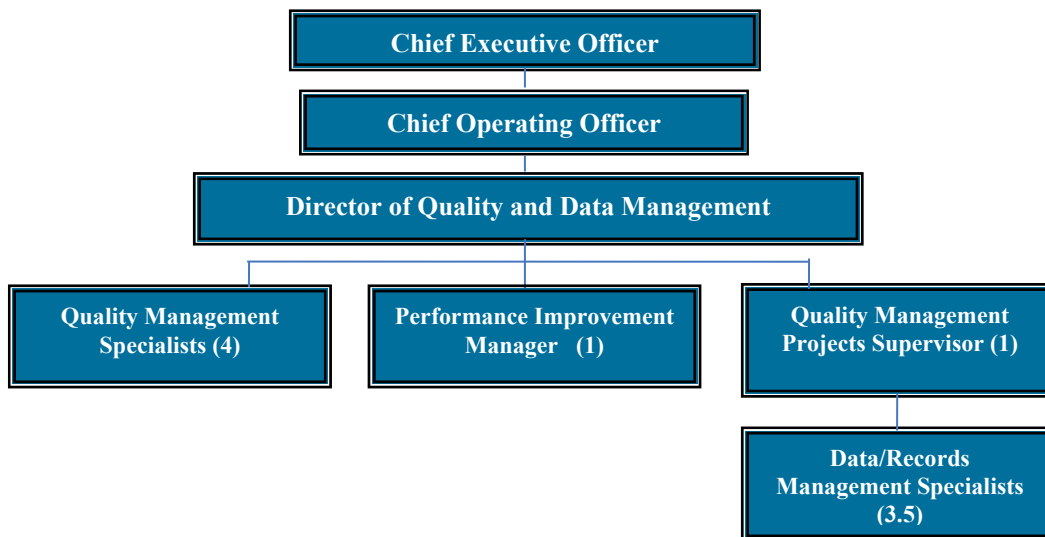 Chief Executive Officer
Chief Operating Officer
Director of Quality and Data Management
Quality Management
Specialists (4)
Performance Improvement
Manager (1)
Quality Management
Projects Supervisor (1)
Data/Records
Management Specialists
(3.5)